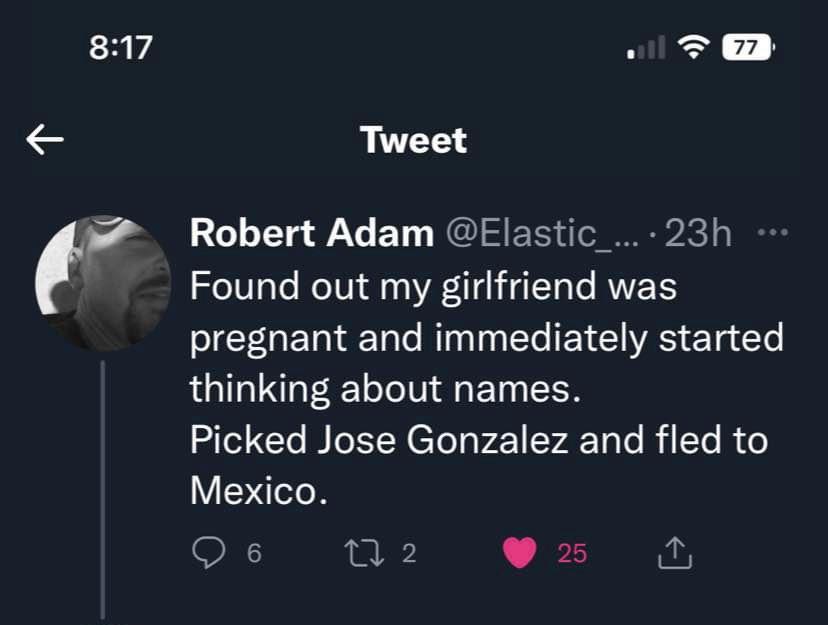 8:17
77
Tweet
Robert Adam @Elastic_... · 23h
Found out my girlfriend was
pregnant and immediately started
thinking about names.
Picked Jose Gonzalez and fled to
Mexico.
6 2 25